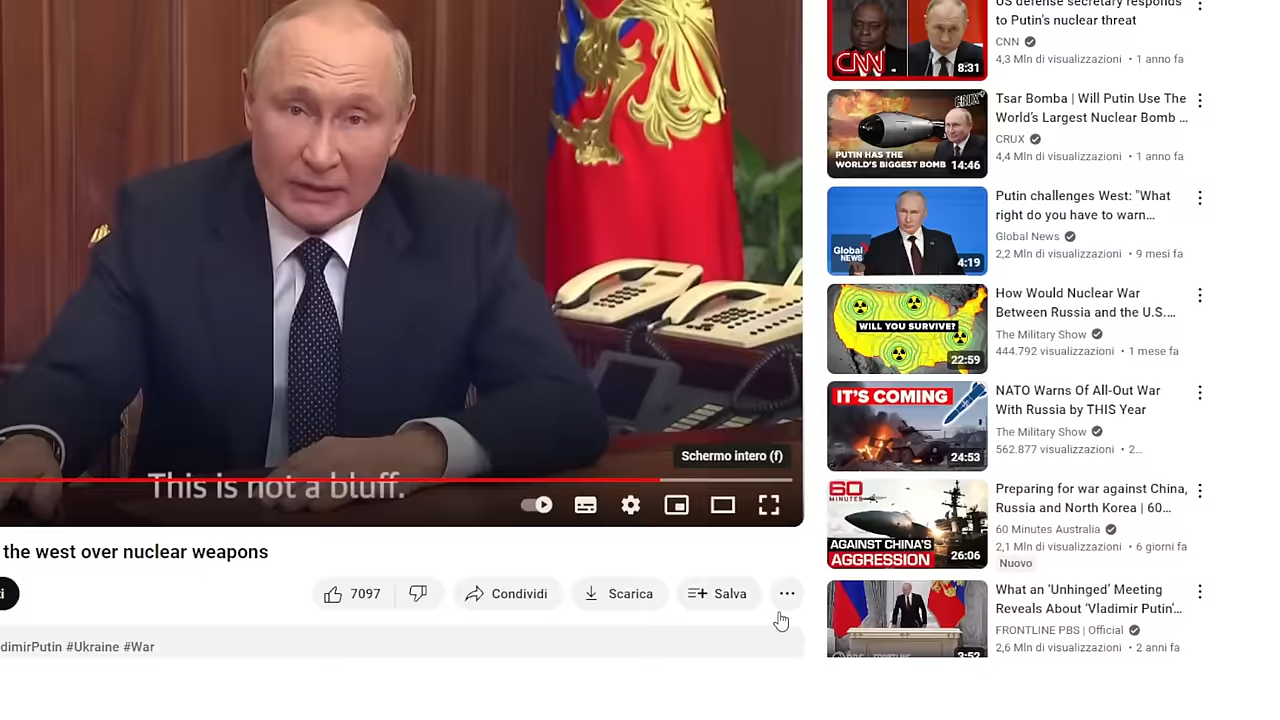 This is not a bluff.
Schermo intero (f)
the west over nuclear weapons
7097
Condividi
Scarica
Salva
dimirPutin #Ukraine #War
US defense secretary responds
to Putin's nuclear threat
CNN
4,3 Mln di visualizzazioni • 1 anno fa
CNN
8:31
Tsar Bomba | Will Putin Use The
World's Largest Nuclear Bomb ...
CRUX
4,4 Mln di visualizzazioni • 1 anno fa
CRUX
PUTIN HAS THE
WORLD'S BIGGEST BOMB
14:46
Putin challenges West: "What
right do you have to warn...
Global News
2,2 Mln di visualizzazioni • 9 mesi fa
Global
NEWS
4:19
How Would Nuclear War
Between Russia and the U.S....
The Military Show
444.792 visualizzazioni • 1 mese fa
WILL YOU SURVIVE?
22:59
NATO Warns Of All-Out War
With Russia by THIS Year
The Military Show
562.877 visualizzazioni • 2...
IT'S COMING
24:53
Preparing for war against China,
Russia and North Korea | 60...
60 Minutes Australia
2,1 Mln di visualizzazioni • 6 giorni fa
Nuovo
60
MINUTES
AGAINST CHINA'S
AGGRESSION
26:06
What an ‘Unhinged’ Meeting
Reveals About ‘Vladimir Putin’...
FRONTLINE PBS | Official
2,6 Mln di visualizzazioni • 2 anni fa
3:52